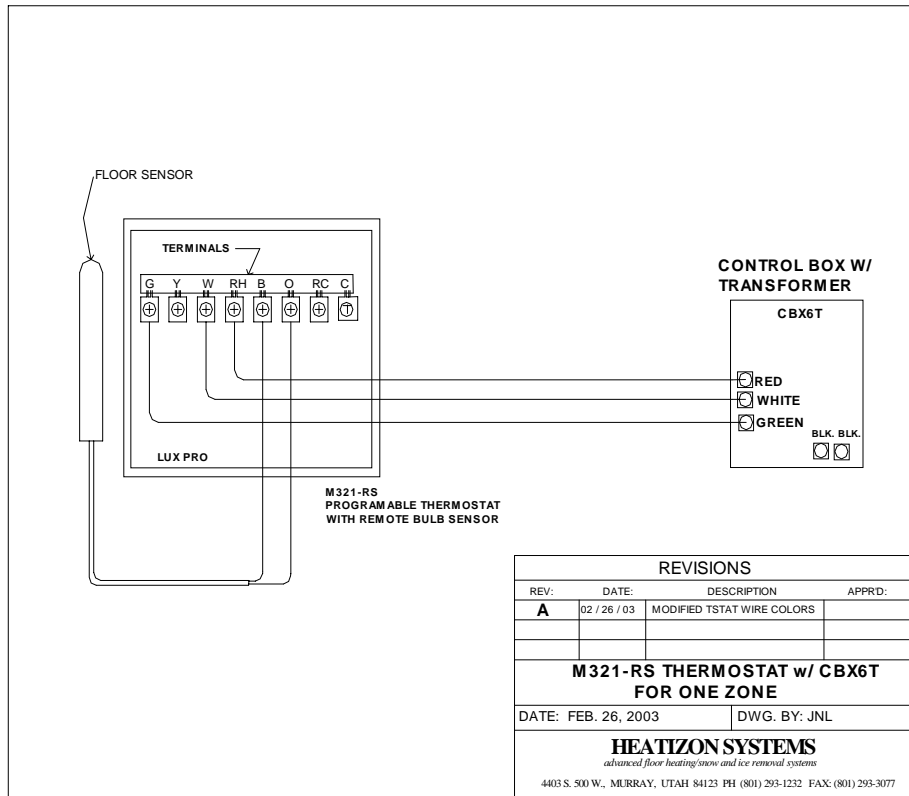 FLOOR SENSOR
TERMINALS
G Y W RH B O RC C
T
LUX PRO
M321-RS
PROGRAMABLE THERMOSTAT
WITH REMOTE BULB SENSOR
CONTROL BOX W/
TRANSFORMER
CBX6T
RED
WHITE
GREEN
BLK. BLK.
REVISIONS
REV: DATE: DESCRIPTION APPR'D:
A 02 / 26 / 03 MODIFIED TSTAT WIRE COLORS
M321-RS THERMOSTAT w/ CBX6T
FOR ONE ZONE
DATE: FEB. 26, 2003 DWG. BY: JNL
HEATIZON SYSTEMS
advanced floor heating/snow and ice removal systems
4403 S. 500 W., MURRAY, UTAH 84123 PH (801) 293-1232 FAX: (801) 293-3077